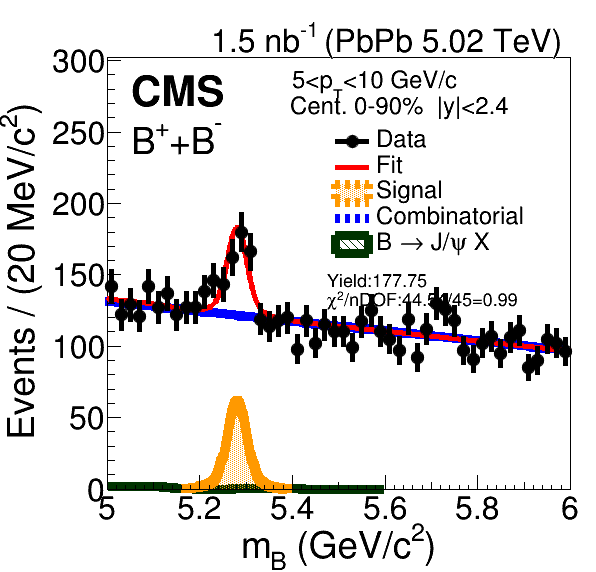 1.5 nb⁻¹ (PbPb 5.02 TeV)
CMS
B⁺+B⁻
5<p_T<10 GeV/c
Cent. 0-90% |y|<2.4
Data
Fit
Signal
Combinatorial
B → J/ψ X
Yield:177.75
χ²/nDOF:44.54/45=0.99
Events / (20 MeV/c²)
300
250
200
150
100
50
0
5 5.2 5.4 5.6 5.8 6
m_B (GeV/c²)